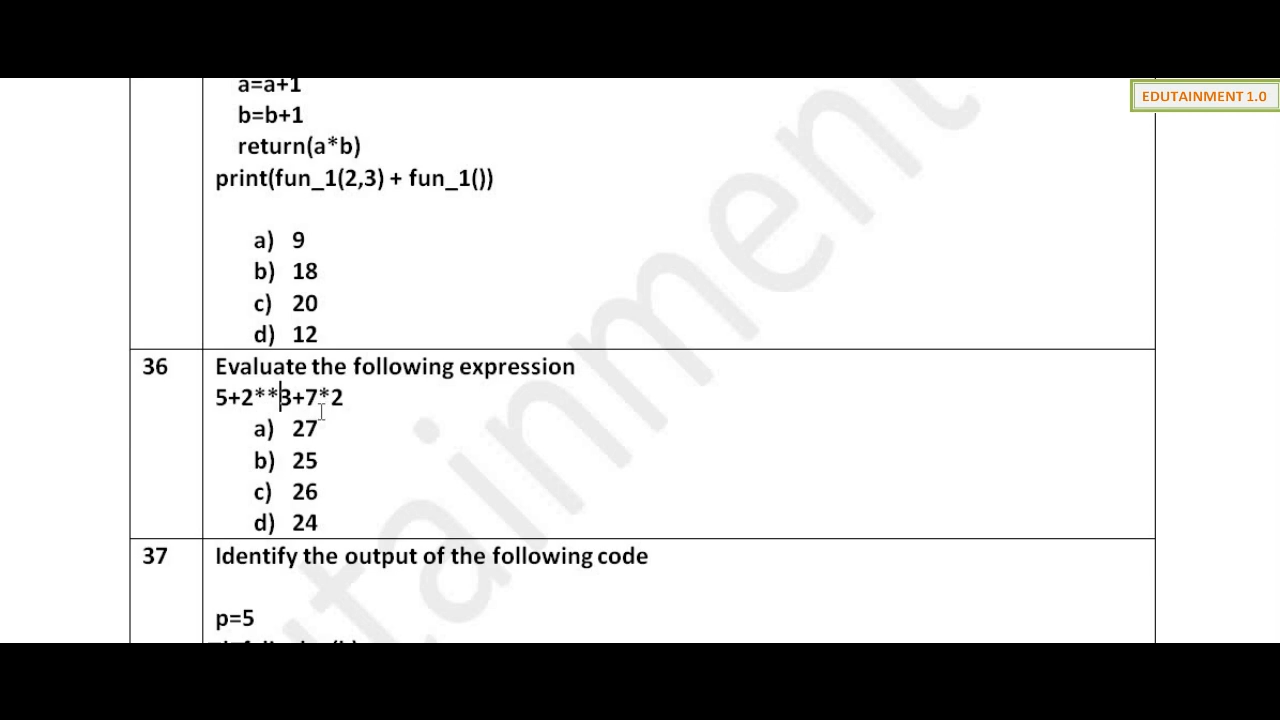 a=a+1
EDUTAINMENT 1.0
b=b+1
return(a*b)
print(fun_1(2,3) + fun_1())
a) 9
b) 18
c) 20
d) 12
36 Evaluate the following expression
5+2**3+7*2
a) 27
b) 25
c) 26
d) 24
37 Identify the output of the following code
p=5